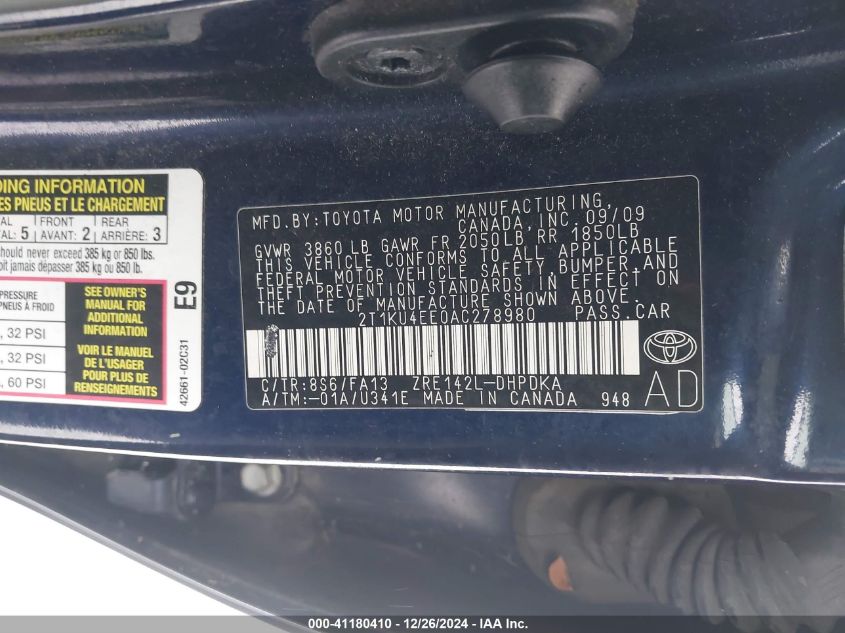 DING INFORMATION
ES PNEUS ET LE CHARGEMENT
AL FRONT REAR
AL: 5 AVANT: 2 ARRIÈRE: 3
should never exceed 385 kg or 850 lbs.
oit jamais dépasser 385 kg ou 850 lb.
PRESSURE
PNEUS À FROID
, 32 PSI
, 32 PSI
, 60 PSI
SEE OWNER'S
MANUAL FOR
ADDITIONAL
INFORMATION
VOIR LE MANUEL
DE L'USAGER
POUR PLUS DE
RENSEIGNEMENTS
E9
42661-02C31
MFD.BY:TOYOTA MOTOR MANUFACTURING,
CANADA, INC. 09/09
GVWR 3860 LB GAWR FR 2050LB RR 1850LB
THIS VEHICLE CONFORMS TO ALL APPLICABLE
FEDERAL MOTOR VEHICLE SAFETY, BUMPER, AND
THEFT PREVENTION STANDARDS IN EFFECT ON
THE DATE OF MANUFACTURE SHOWN ABOVE.
2T1KU4EE0AC278980 PASS.CAR
C/TR:8S6/FA13 ZRE142L-DHPDKA
A/TM:-01A/U341E MADE IN CANADA 948
TOYOTA
AD
000-41180410 • 12/26/2024 - IAA Inc.